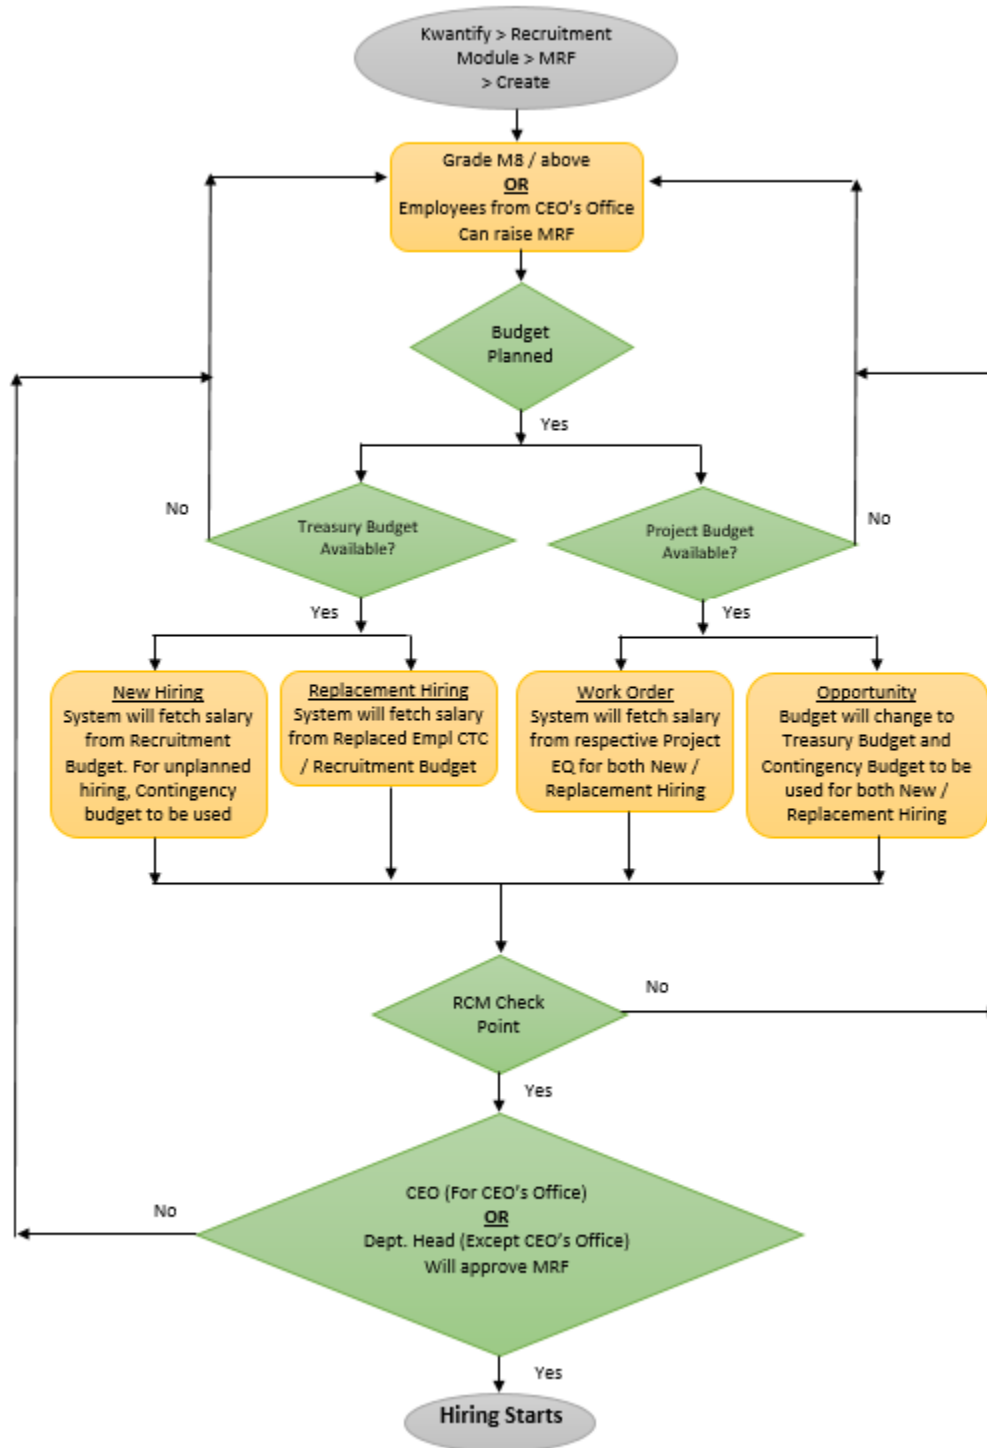 Kwantify > Recruitment
Module > MRF
> Create
Grade M8 / above
OR
Employees from CEO's Office
Can raise MRF
Budget
Planned
Yes
No
Treasury Budget
Available?
Project Budget
Available?
No
Yes
Yes
New Hiring
System will fetch salary
from Recruitment
Budget. For unplanned
hiring, Contingency
budget to be used
Replacement Hiring
System will fetch salary
from Replaced Empl CTC
/ Recruitment Budget
Work Order
System will fetch salary
from respective Project
EQ for both New /
Replacement Hiring
Opportunity
Budget will change to
Treasury Budget and
Contingency Budget to be
used for both New /
Replacement Hiring
RCM Check
Point
No
Yes
No
CEO (For CEO's Office)
OR
Dept. Head (Except CEO's Office)
Will approve MRF
Yes
Hiring Starts